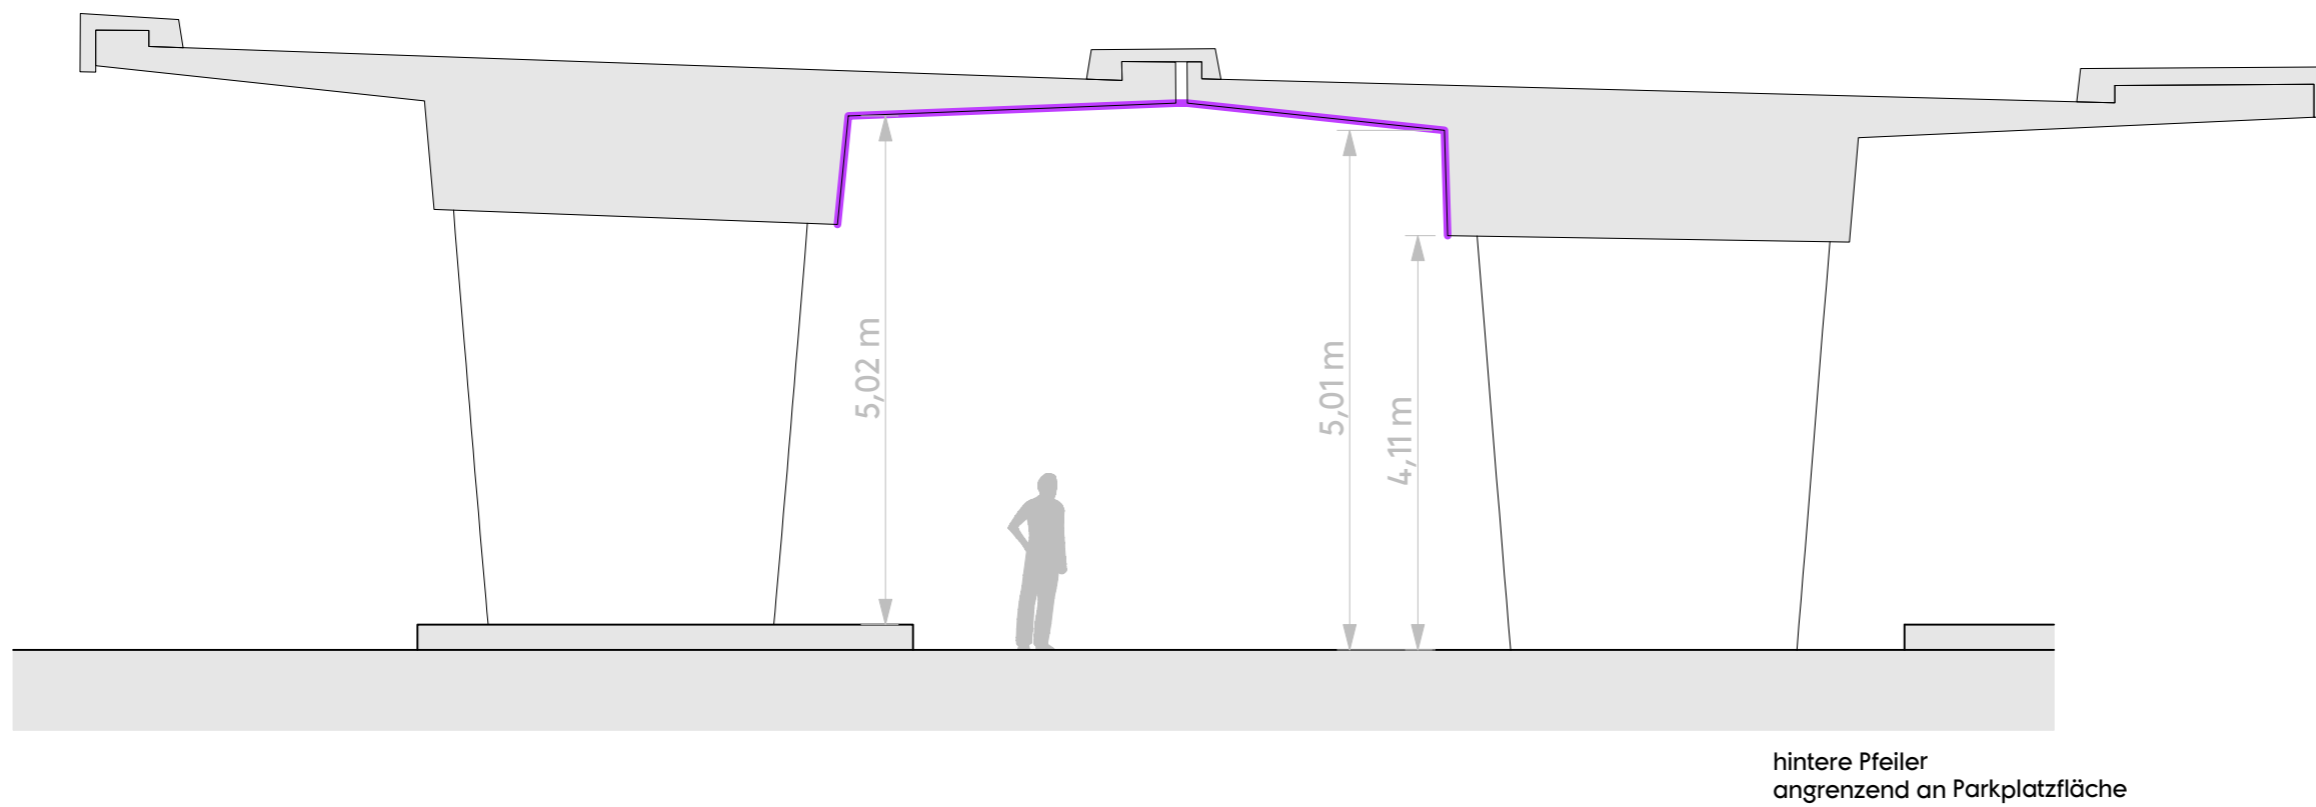 5,02 m
5,01 m
4,11 m
hintere Pfeiler
angrenzend an Parkplatzfläche